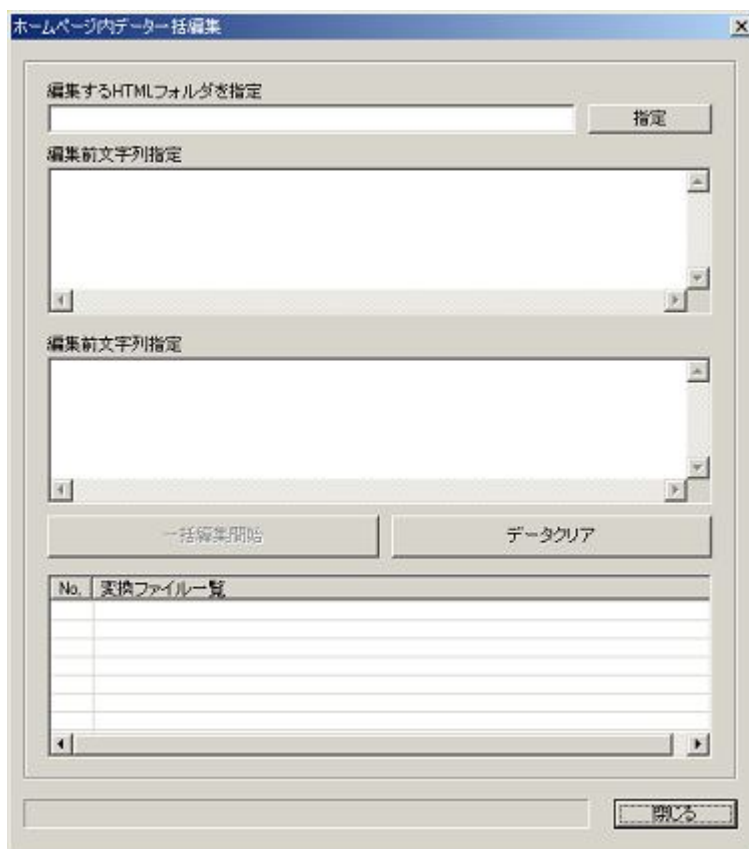 ホームページ内データ一括編集
編集するHTMLフォルダを指定
指定
編集前文字列指定
編集前文字列指定
一括編集開始
データクリア
No. 変換ファイル一覧
閉じる